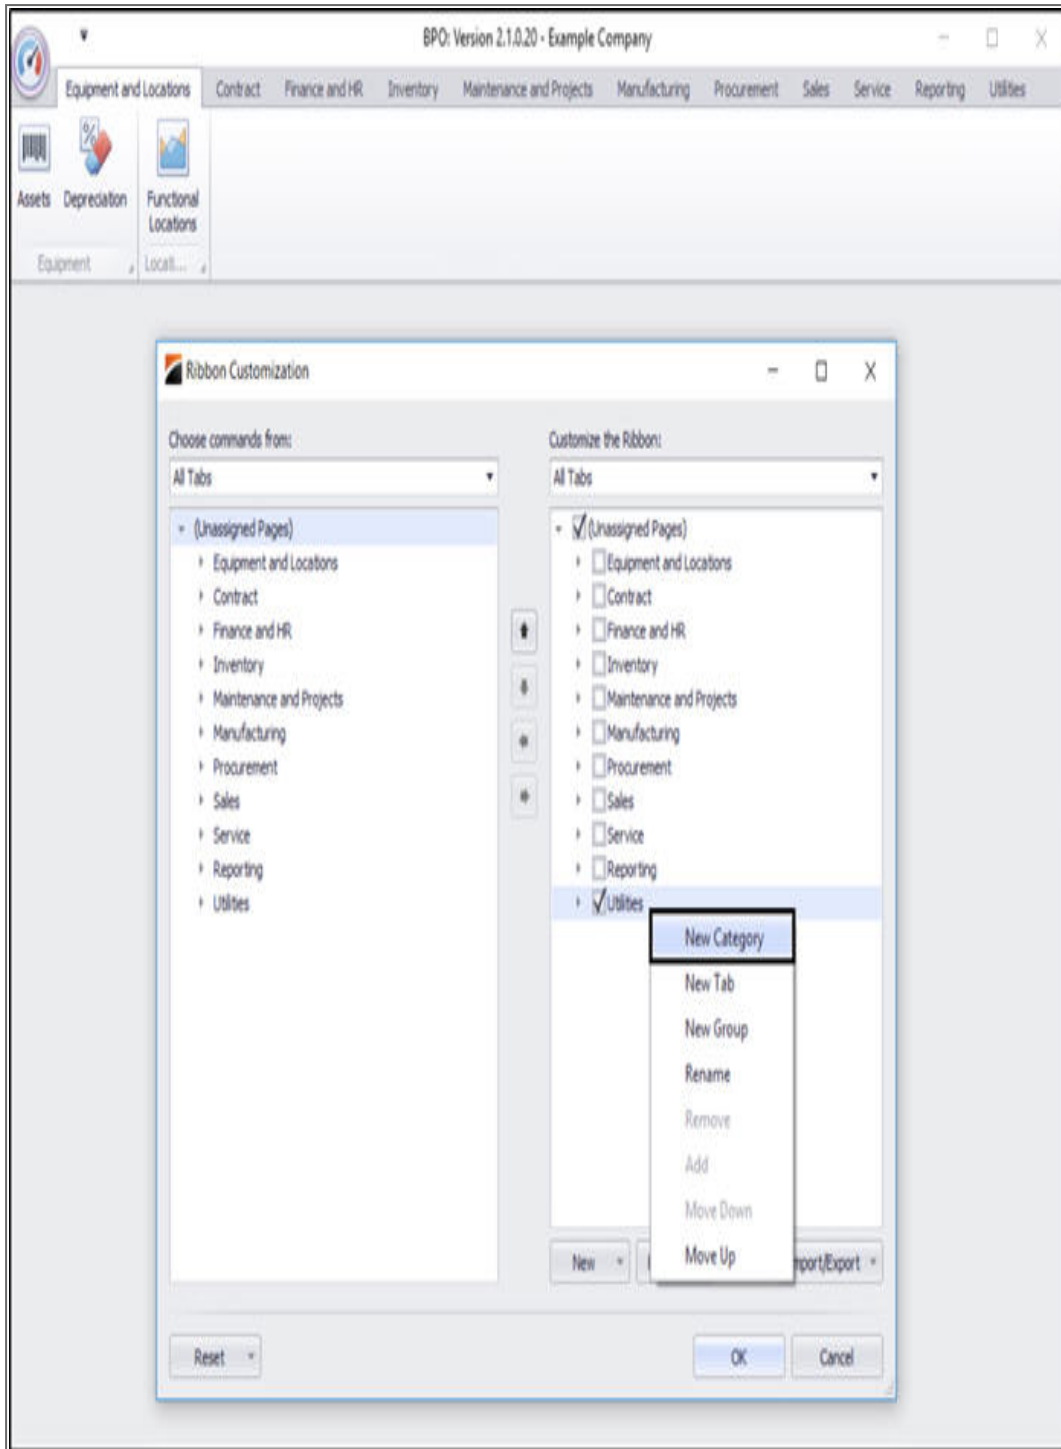 BPO: Version 2.1.0.20 - Example Company
Equipment and Locations Contract Finance and HR Inventory Maintenance and Projects Manufacturing Procurement Sales Service Reporting Utilities
%
Assets Depreciation Functional
Locations
Equipment Locati...
Ribbon Customization
Choose commands from: Customize the Ribbon:
All Tabs All Tabs
(Unassigned Pages) (Unassigned Pages)
Equipment and Locations Equipment and Locations
Contract Contract
Finance and HR Finance and HR
Inventory Inventory
Maintenance and Projects Maintenance and Projects
Manufacturing Manufacturing
Procurement Procurement
Sales Sales
Service Service
Reporting Reporting
Utilities Utilities
New Category
New Tab
New Group
Rename
Remove
Add
Move Down
Move Up
New mport/Export
Reset OK Cancel